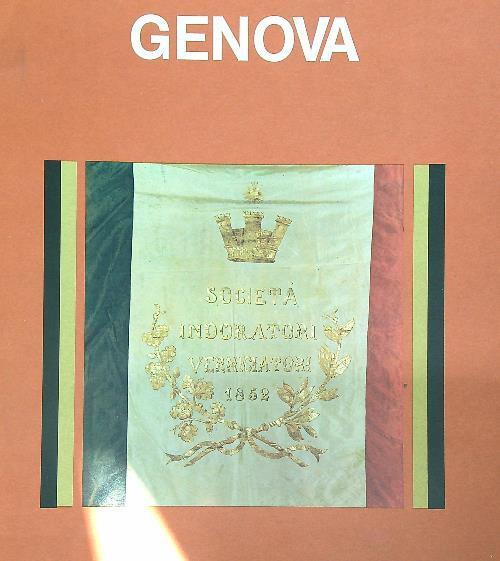 GENOVA
SOCIETÀ
INDORATORI
VERNICIATORI
1852